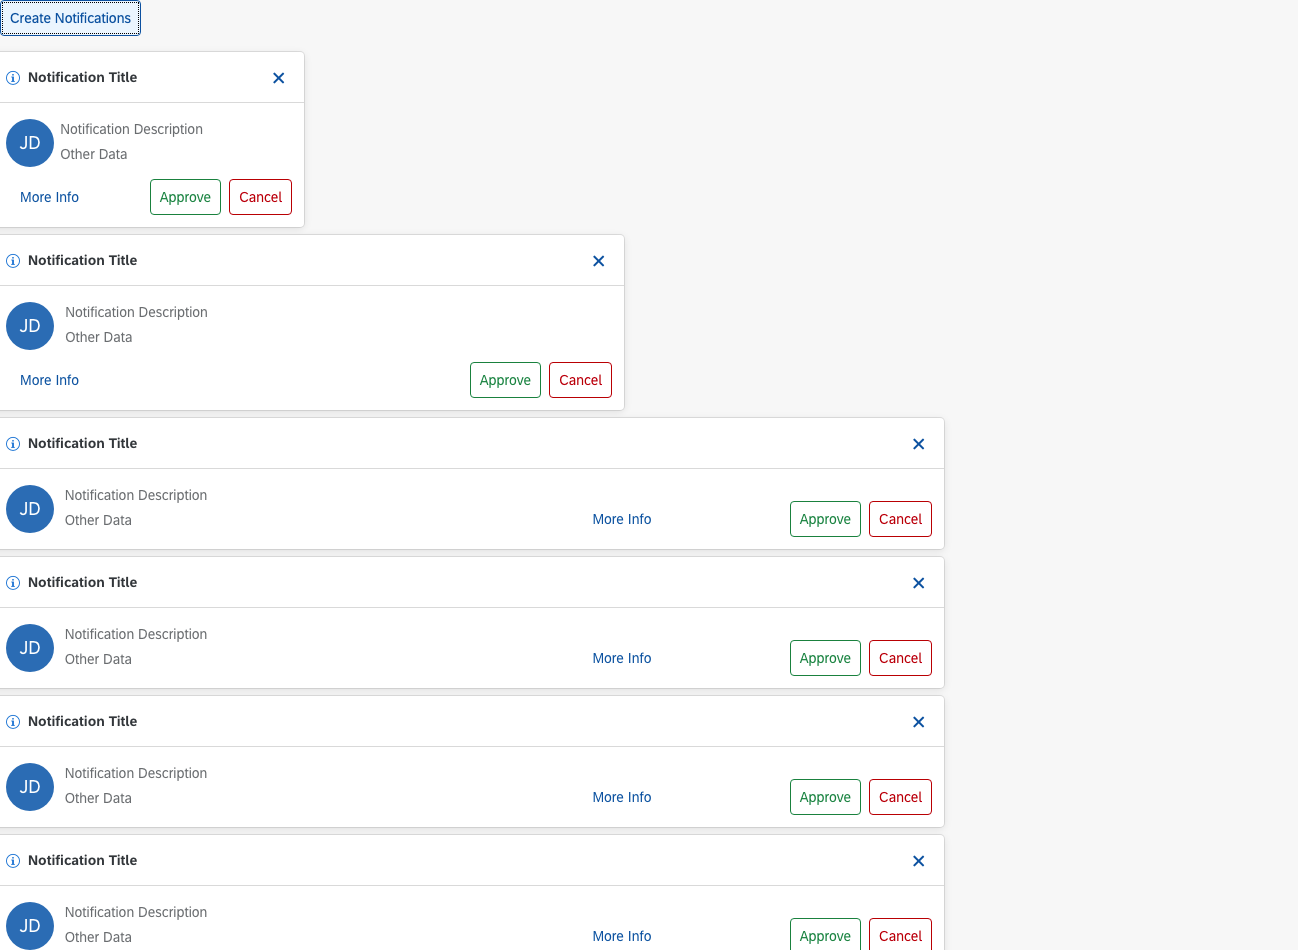 Create Notifications
Notification Title
JD
Notification Description
Other Data
More Info Approve Cancel
Notification Title
JD
Notification Description
Other Data
More Info Approve Cancel
Notification Title
JD
Notification Description
Other Data More Info Approve Cancel
Notification Title
JD
Notification Description
Other Data More Info Approve Cancel
Notification Title
JD
Notification Description
Other Data More Info Approve Cancel
Notification Title
JD
Notification Description
Other Data More Info Approve Cancel